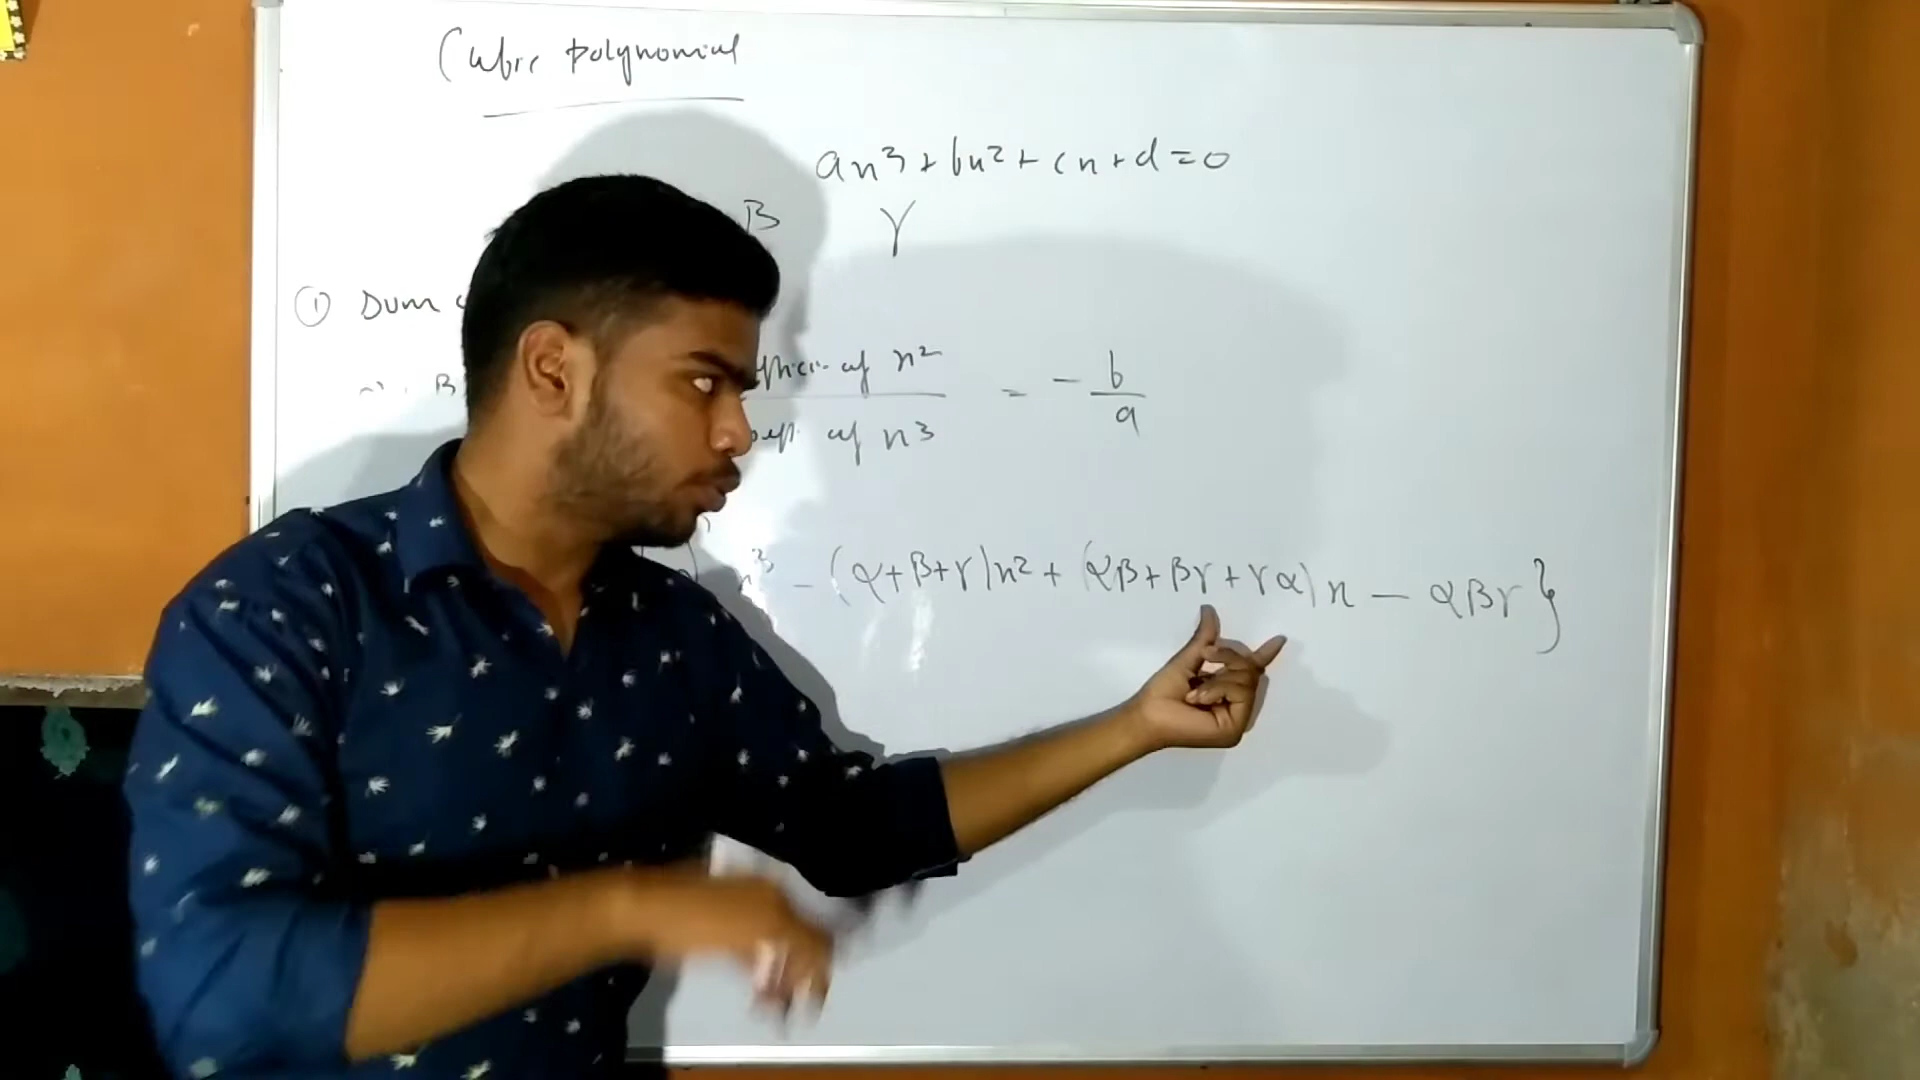 Cubic polynomial
ax³ + bx² + cx + d = 0
β γ
① Sum
of x² = - b
of x³ a
x³ - (α+β+γ)x² + (αβ+βγ+γα)x - αβγ}